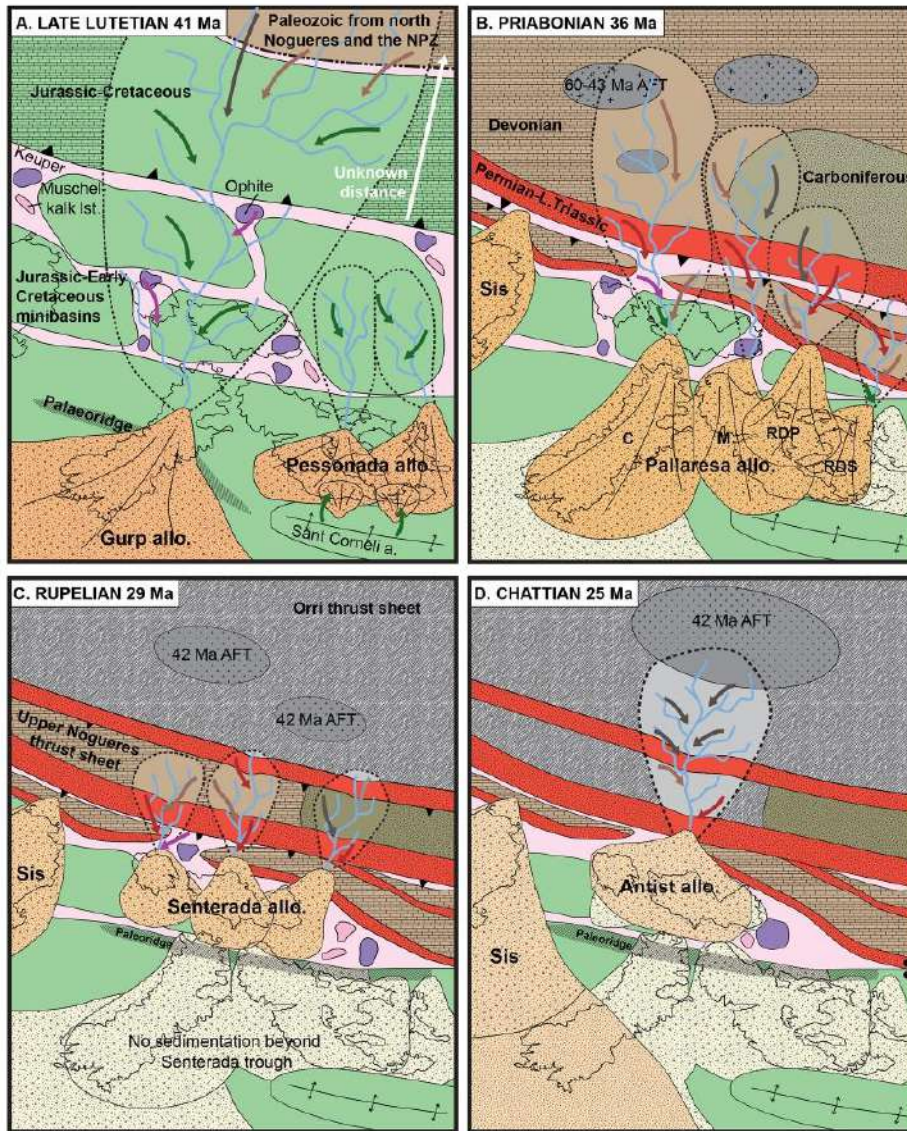 A. LATE LUTETIAN 41 Ma
Paleozoic from north
Nogueres and the NPZ
Jurassic-Cretaceous
Keuper
Muschel-
kalk lst.
Ophite
Unknown
distance
Jurassic-Early
Cretaceous
minibasins
Palaeoridge
Pessonada allo.
Gurp allo.
Sant Corneli a.
B. PRIABONIAN 36 Ma
60-43 Ma AFT
Devonian
Carboniferous
Permian-L.Triassic
Sis
C
M
RDP
RDS
Pallaresa allo.
C. RUPELIAN 29 Ma
Orri thrust sheet
42 Ma AFT
42 Ma AFT
Upper Nogueres
thrust sheet
Sis
Senterada allo.
Paleoridge
No sedimentation beyond
Senterada trough
D. CHATTIAN 25 Ma
42 Ma AFT
Antist allo.
Sis
Paleoridge